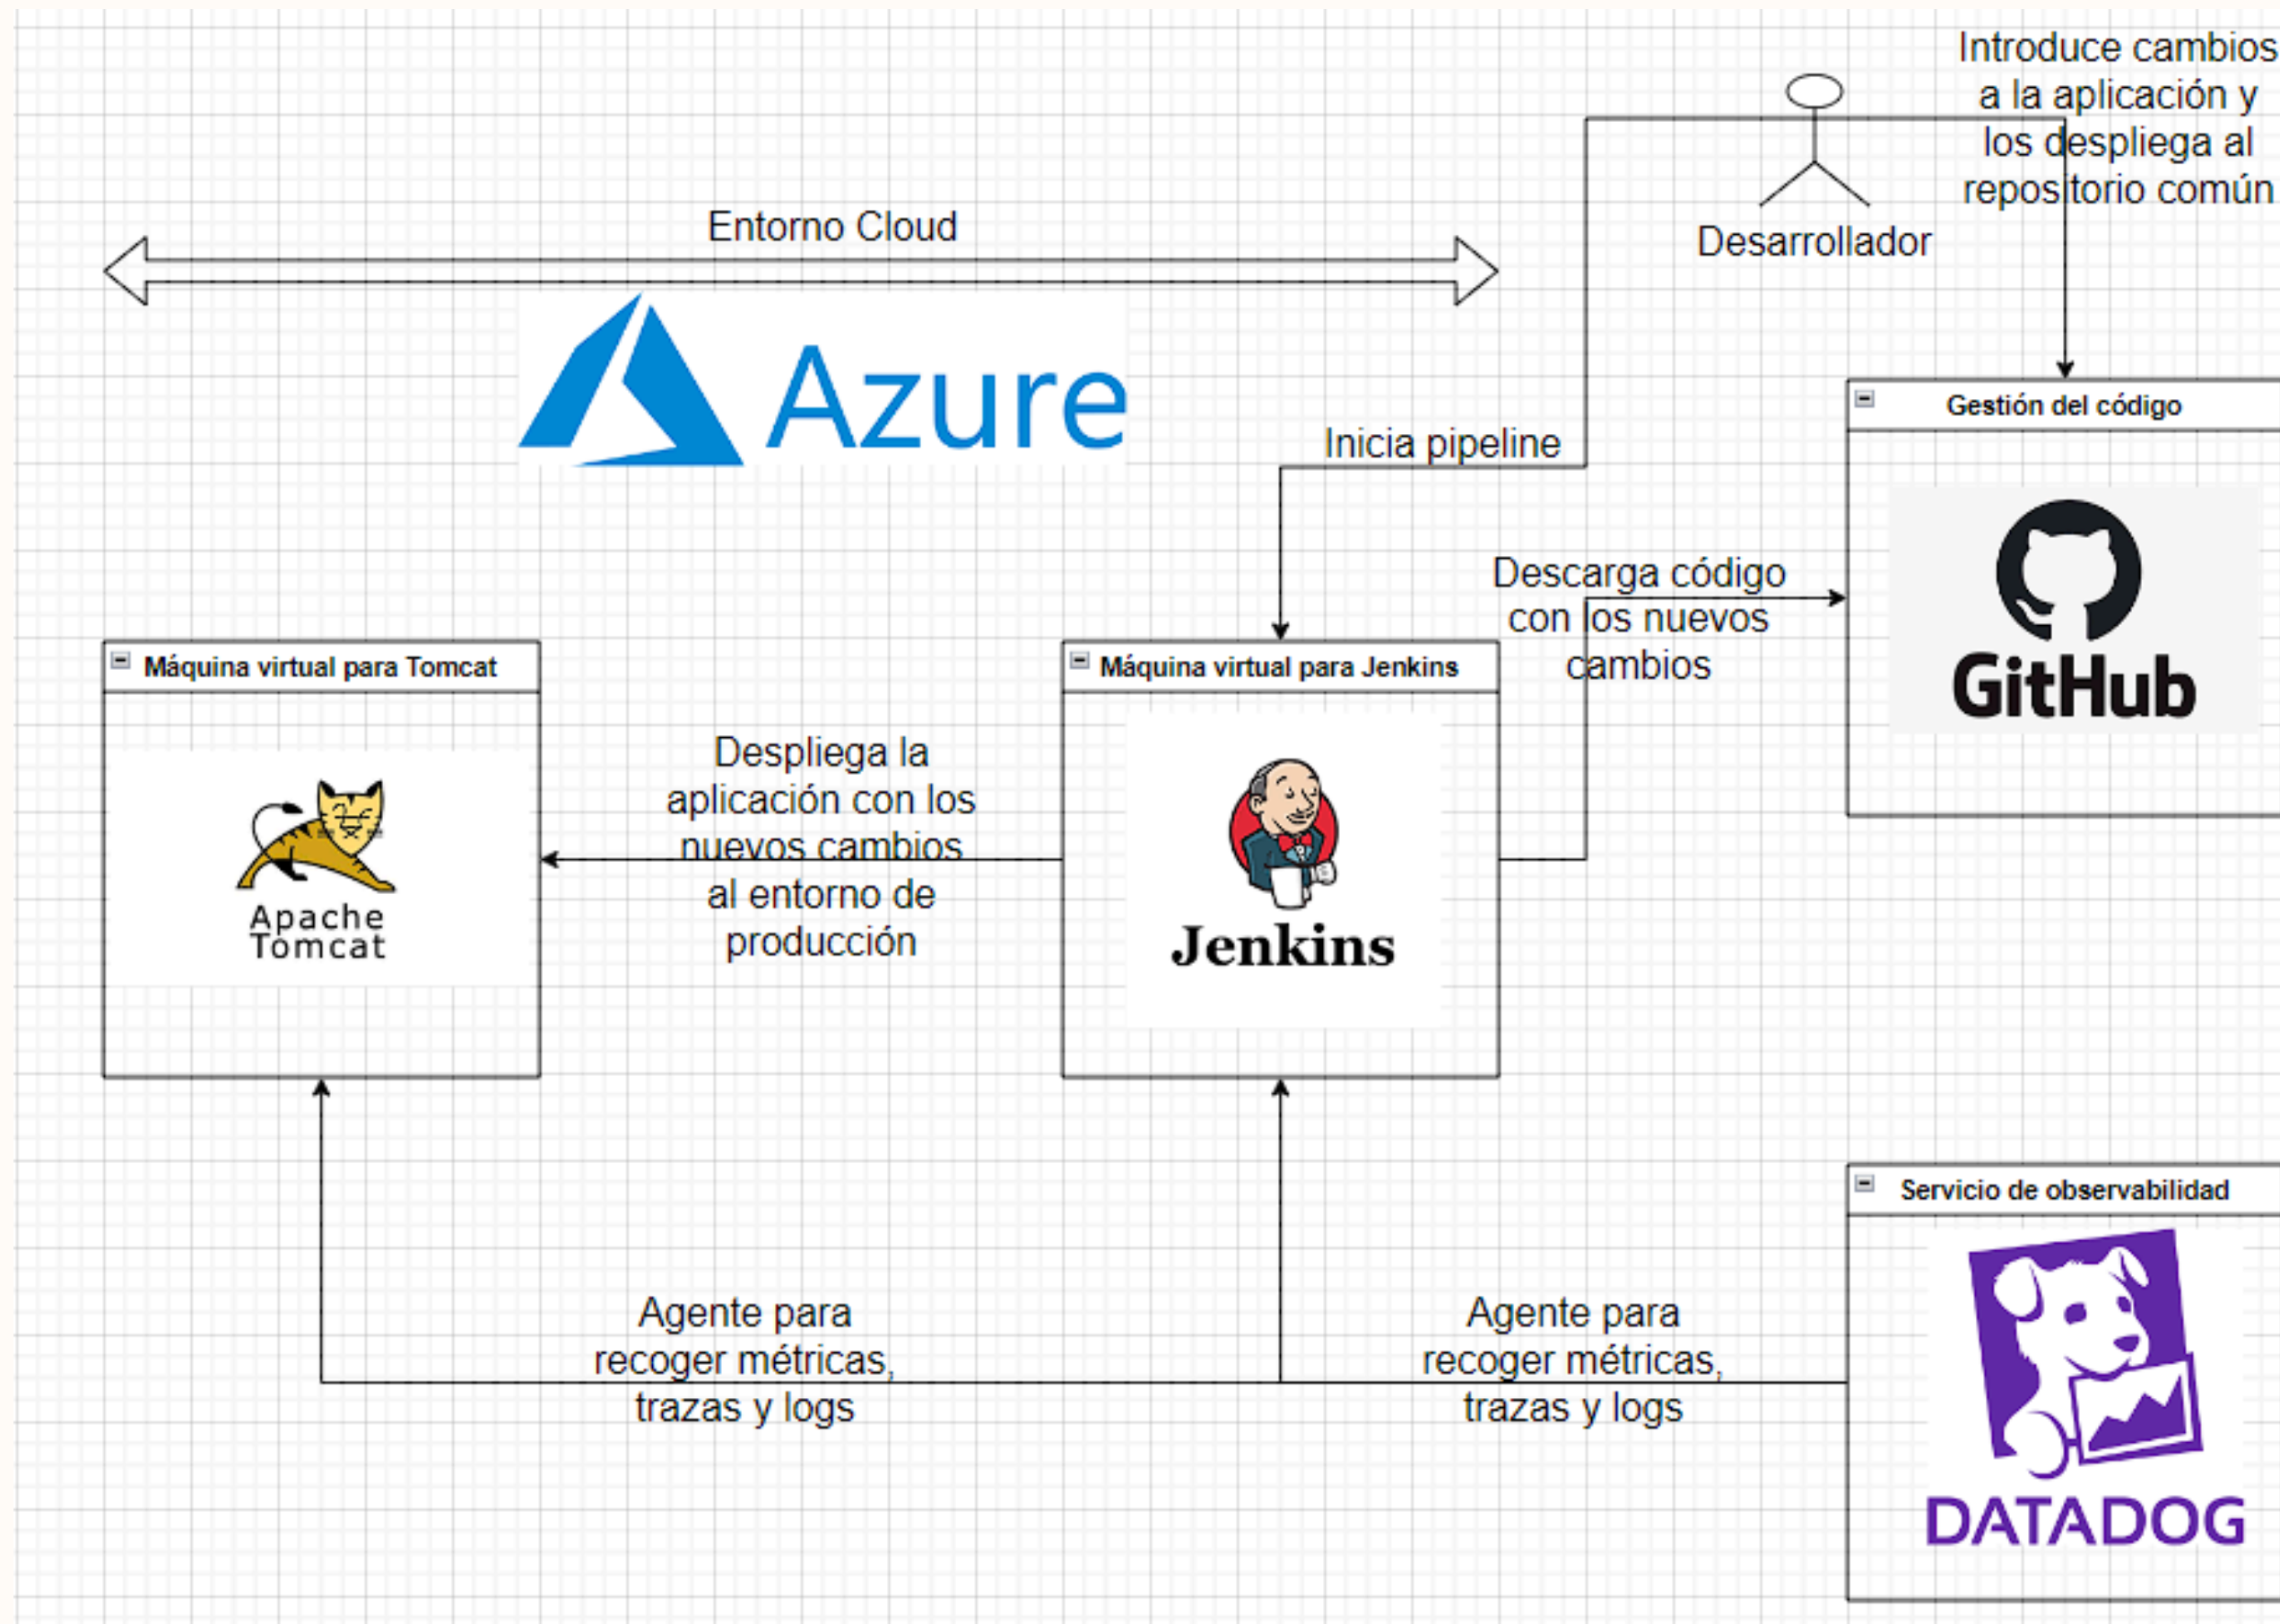 Introduce cambios
a la aplicación y
los despliega al
repositorio común
Desarrollador
Entorno Cloud
Azure
Inicia pipeline
Gestión del código
GitHub
Descarga código
con los nuevos
cambios
Máquina virtual para Tomcat
Apache
Tomcat
Despliega la
aplicación con los
nuevos cambios
al entorno de
producción
Máquina virtual para Jenkins
Jenkins
Servicio de observabilidad
DATADOG
Agente para
recoger métricas,
trazas y logs
Agente para
recoger métricas,
trazas y logs